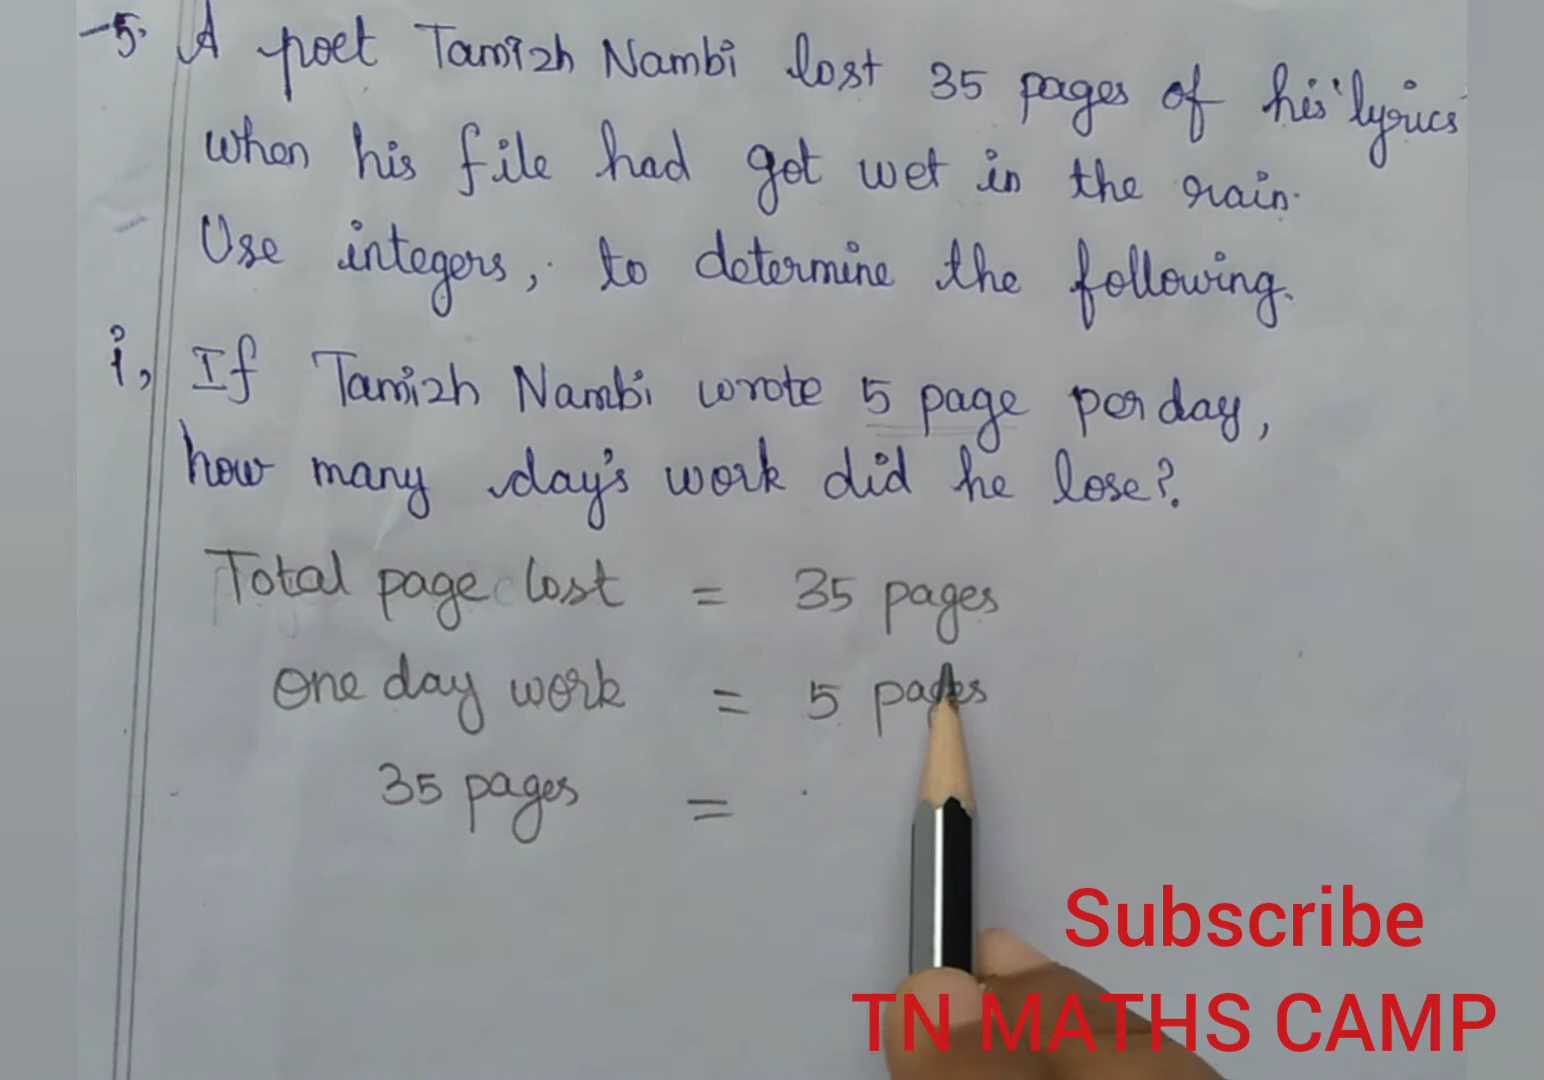 5. A poet Tamizh Nambi lost 35 pages of his 'lyrics
when his file had got wet in the rain.
Use integers, to determine the following.
i, If Tamizh Nambi wrote 5 page per day,
how many day's work did he lose?
Total page lost = 35 pages
One day work = 5 pages
35 pages =
Subscribe
TN MATHS CAMP